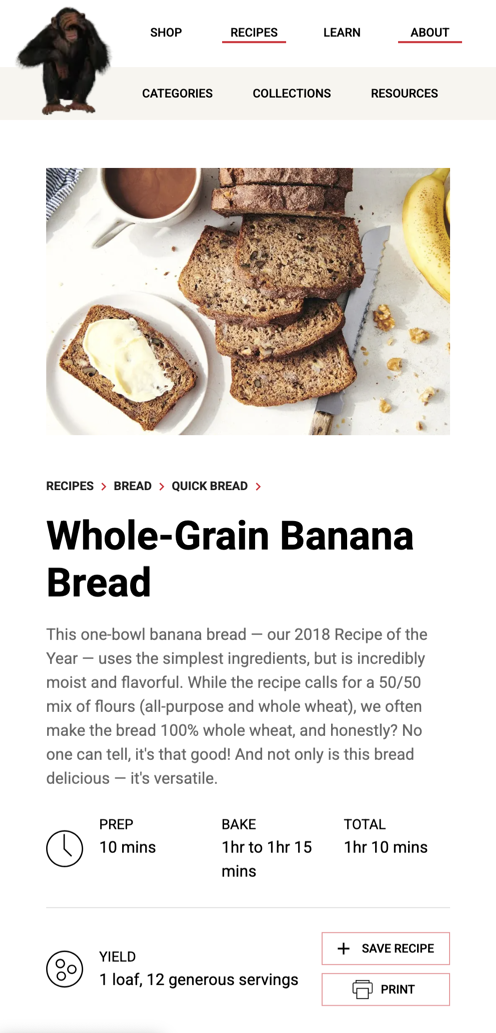 SHOP RECIPES LEARN ABOUT
CATEGORIES COLLECTIONS RESOURCES
RECIPES > BREAD > QUICK BREAD >
Whole-Grain Banana
Bread
This one-bowl banana bread — our 2018 Recipe of the
Year — uses the simplest ingredients, but is incredibly
moist and flavorful. While the recipe calls for a 50/50
mix of flours (all-purpose and whole wheat), we often
make the bread 100% whole wheat, and honestly? No
one can tell, it's that good! And not only is this bread
delicious — it's versatile.
PREP
10 mins
BAKE
1hr to 1hr 15
mins
TOTAL
1hr 10 mins
YIELD
1 loaf, 12 generous servings
+ SAVE RECIPE
PRINT